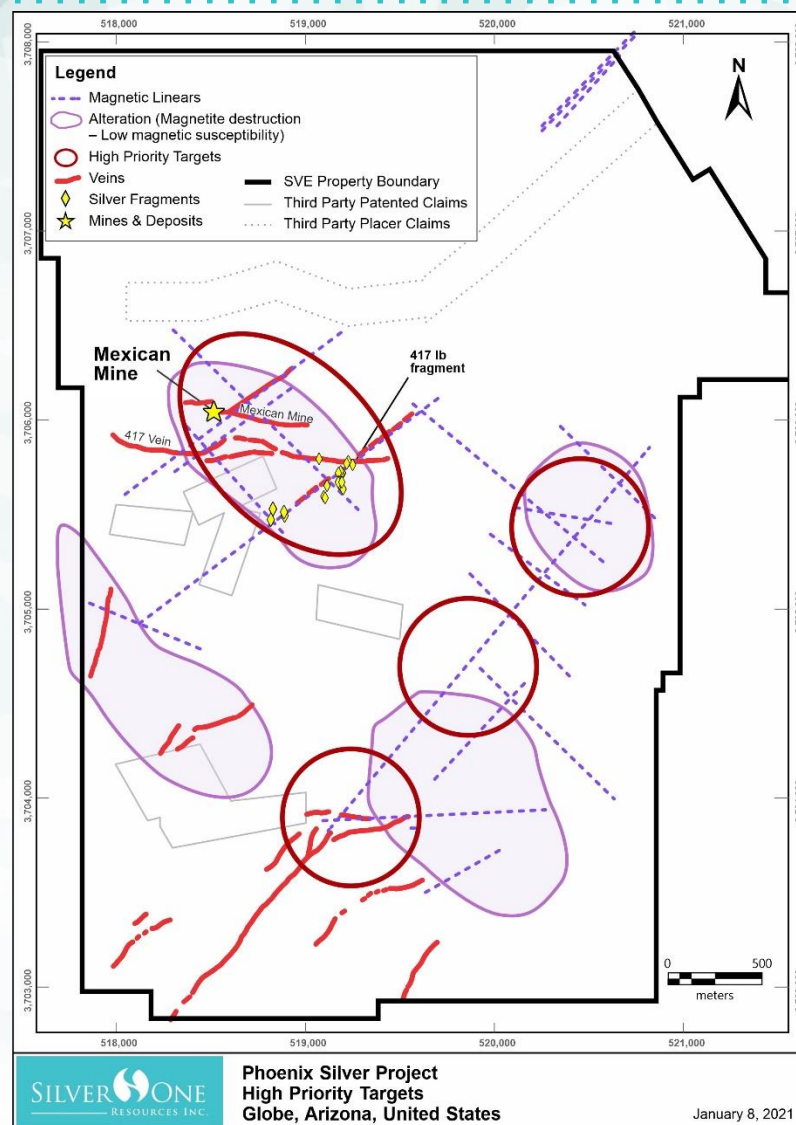 518,000
519,000
520,000
521,000
3,708,000
3,707,000
3,706,000
3,705,000
3,704,000
3,703,000
Legend
Magnetic Linears
Alteration (Magnetite destruction
– Low magnetic susceptibility)
High Priority Targets
Veins
Silver Fragments
Mines & Deposits
SVE Property Boundary
Third Party Patented Claims
Third Party Placer Claims
N
Mexican
Mine
417 lb
fragment
Mexican Mine
417 Vein
0
500
meters
518,000
519,000
520,000
521,000
SILVER ONE
RESOURCES INC.
Phoenix Silver Project
High Priority Targets
Globe, Arizona, United States
January 8, 2021